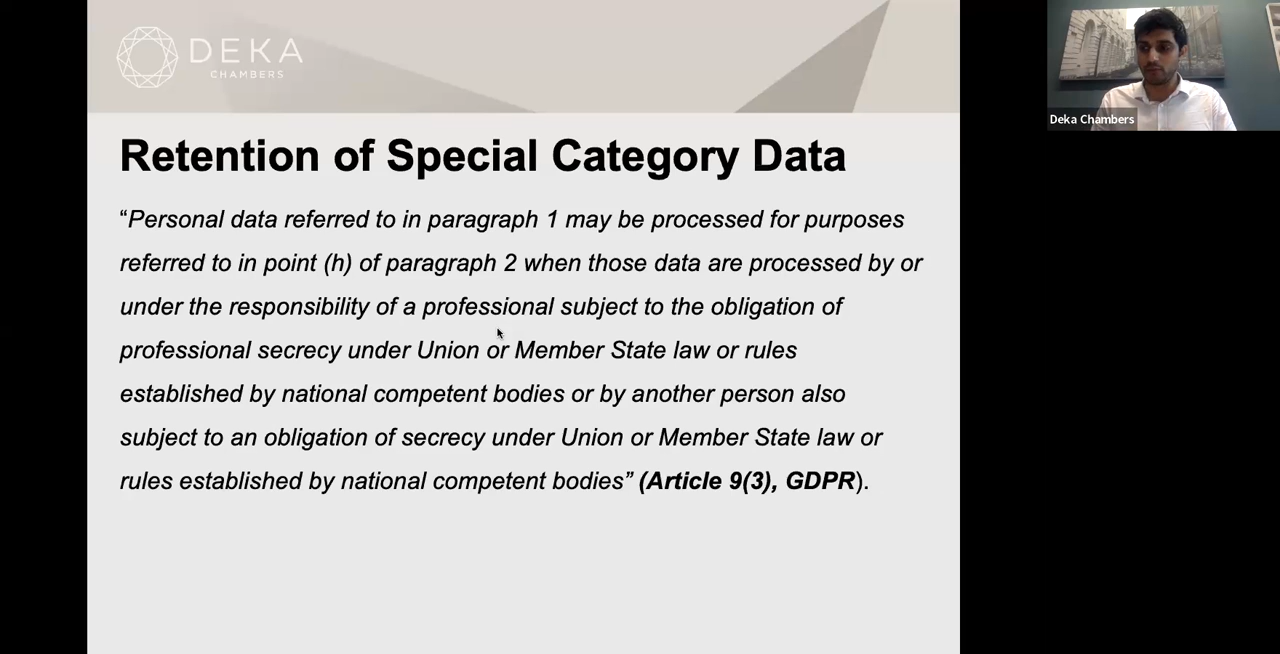 DEKA
CHAMBERS
Deka Chambers
Retention of Special Category Data
“Personal data referred to in paragraph 1 may be processed for purposes
referred to in point (h) of paragraph 2 when those data are processed by or
under the responsibility of a professional subject to the obligation of
professional secrecy under Union or Member State law or rules
established by national competent bodies or by another person also
subject to an obligation of secrecy under Union or Member State law or
rules established by national competent bodies” (Article 9(3), GDPR).